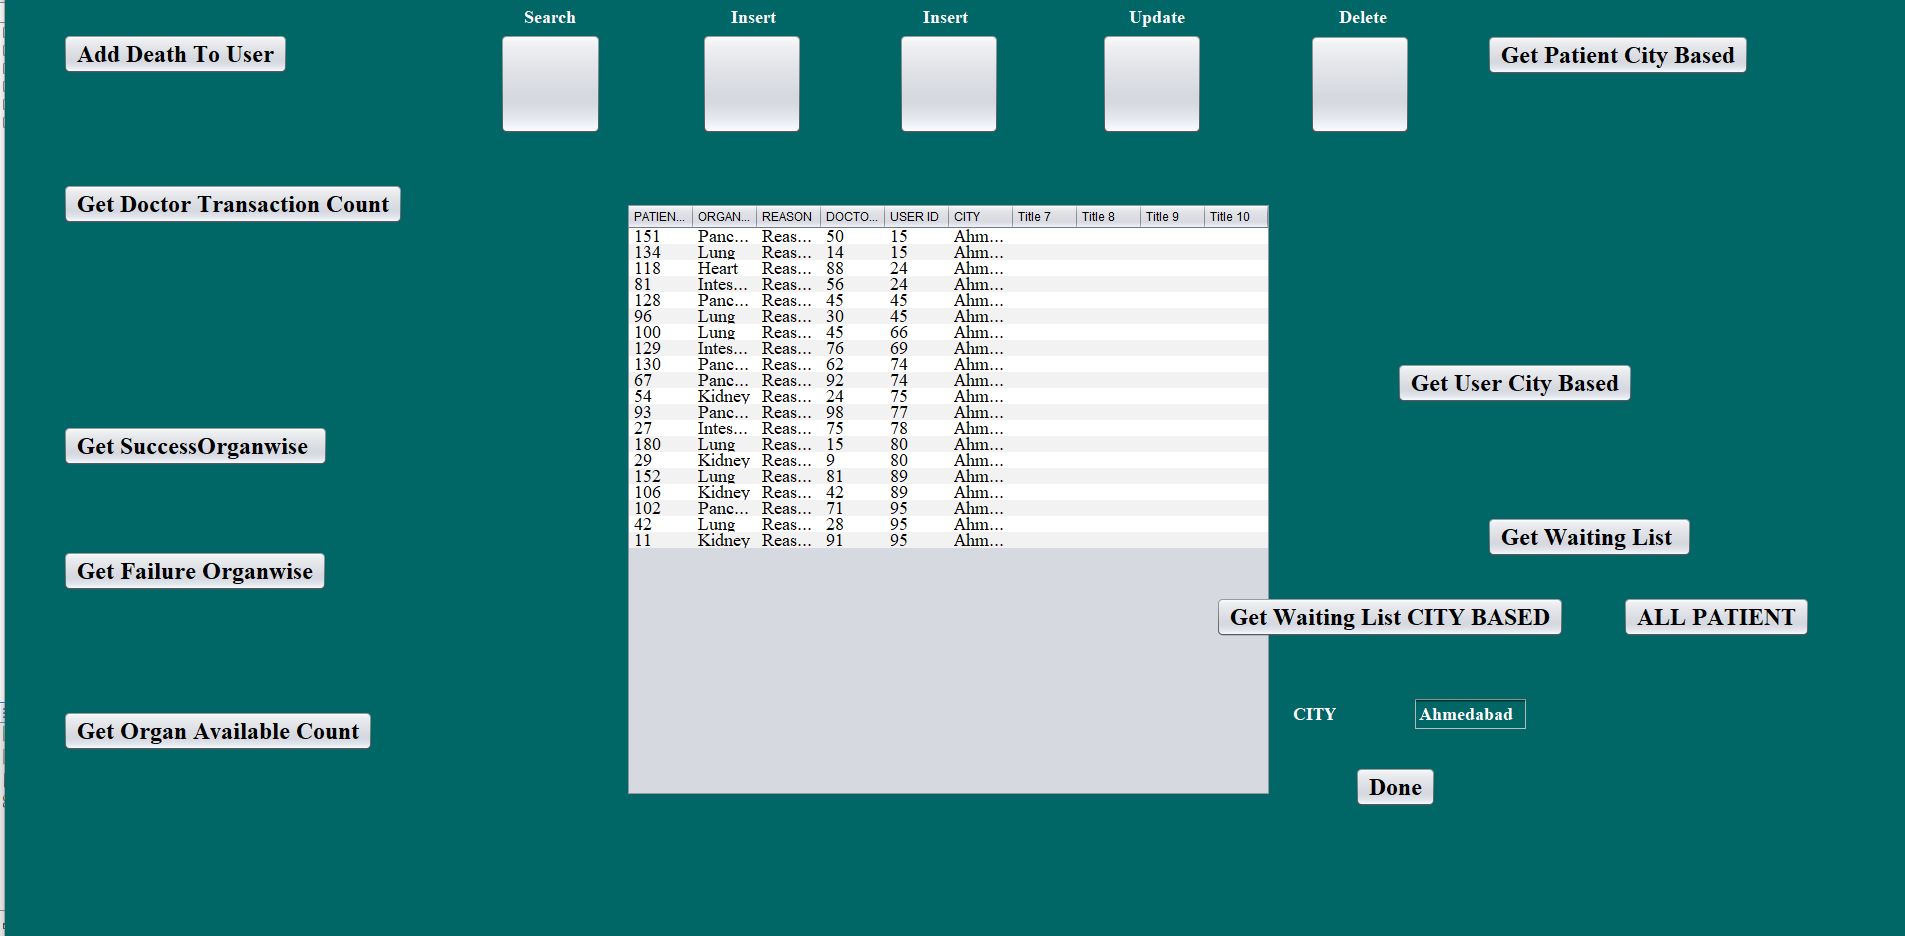 Search Insert Insert Update Delete
Add Death To User
Get Patient City Based
Get Doctor Transaction Count
PATIEN... ORGAN... REASON DOCTO... USER ID CITY Title 7 Title 8 Title 9 Title 10
151 Panc... Reas... 50 15 Ahm...
134 Lung Reas... 14 15 Ahm...
118 Heart Reas... 88 24 Ahm...
81 Intes... Reas... 56 24 Ahm...
128 Panc... Reas... 45 45 Ahm...
96 Lung Reas... 30 45 Ahm...
100 Lung Reas... 45 66 Ahm...
129 Intes... Reas... 76 69 Ahm...
130 Panc... Reas... 62 74 Ahm...
67 Panc... Reas... 92 74 Ahm...
54 Kidney Reas... 24 75 Ahm...
93 Panc... Reas... 98 77 Ahm...
27 Intes... Reas... 75 78 Ahm...
180 Lung Reas... 15 80 Ahm...
29 Kidney Reas... 9 80 Ahm...
152 Lung Reas... 81 89 Ahm...
106 Kidney Reas... 42 89 Ahm...
102 Panc... Reas... 71 95 Ahm...
42 Lung Reas... 28 95 Ahm...
11 Kidney Reas... 91 95 Ahm...
Get User City Based
Get SuccessOrganwise
Get Waiting List
Get Failure Organwise
Get Waiting List CITY BASED
ALL PATIENT
CITY Ahmedabad
Get Organ Available Count
Done